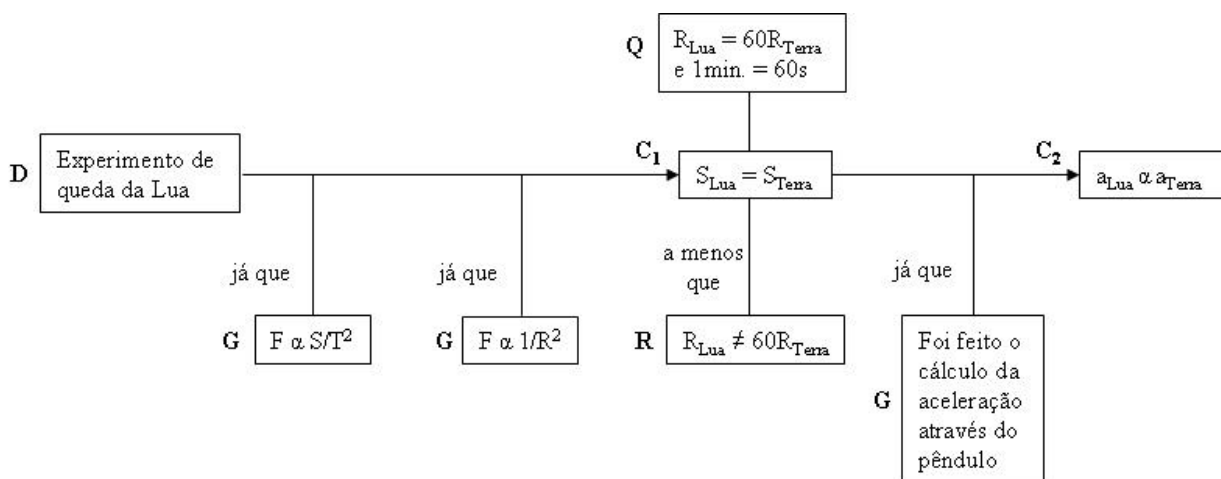 Q
R_Lua = 60R_Terra
e 1min. = 60s
D
Experimento de
queda da Lua
C₁
S_Lua = S_Terra
C₂
a_Lua α a_Terra
já que
já que
a menos
que
já que
G
F α S/T²
G
F α 1/R²
R
R_Lua ≠ 60R_Terra
G
Foi feito o
cálculo da
aceleração
através do
pêndulo